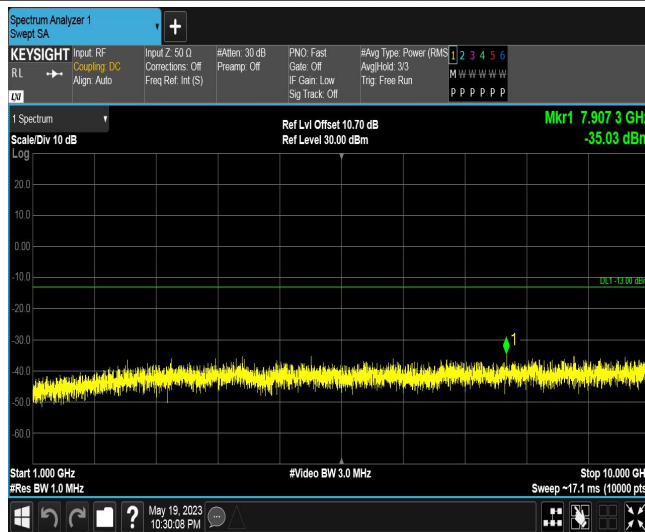 Spectrum Analyzer 1
Swept SA
+
KEYSIGHT
RL
LXI
Input: RF
Coupling: DC
Align: Auto
Input Z: 50 Ω
Corrections: Off
Freq Ref: Int (S)
#Atten: 30 dB
Preamp: Off
PNO: Fast
Gate: Off
IF Gain: Low
Sig Track: Off
#Avg Type: Power (RMS
Avg|Hold: 3/3
Trig: Free Run
1 2 3 4 5 6
M W W W W W
P P P P P P
1 Spectrum
Scale/Div 10 dB
Ref Lvl Offset 10.70 dB
Ref Level 30.00 dBm
Mkr1 7.907 3 GH
-35.03 dBm
Log
20.0
10.0
0.00
-10.0
DL1 -13.00 dBm
-20.0
-30.0
1
-40.0
-50.0
-60.0
Start 1.000 GHz
#Res BW 1.0 MHz
#Video BW 3.0 MHz
Stop 10.000 GH
Sweep ~17.1 ms (10000 pts
?
May 19, 2023
10:30:08 PM